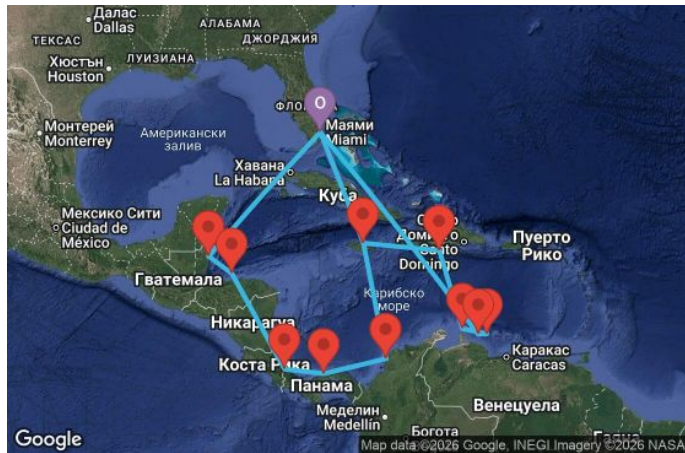 Далас
Dallas
АЛАБАМА
ТЕКСАС
ДЖОРДЖИЯ
ЛУИЗИАНА
Хюстън
Houston
О
Маями
Miami
Монтерей
Monterrey
Американски
залив
Хавана
La Habana
Куба
Мексико Сити
Ciudad de
México
Доминго
Domingo
Пуерто
Рико
Гватемала
Карибско
море
Никарагуа
Коста Рика
Панама
Каракас
Caracas
Венецуела
Меделин
Medellín
Богота
Google
Map data ©2026 Google, INEGI Imagery ©2026 NASA